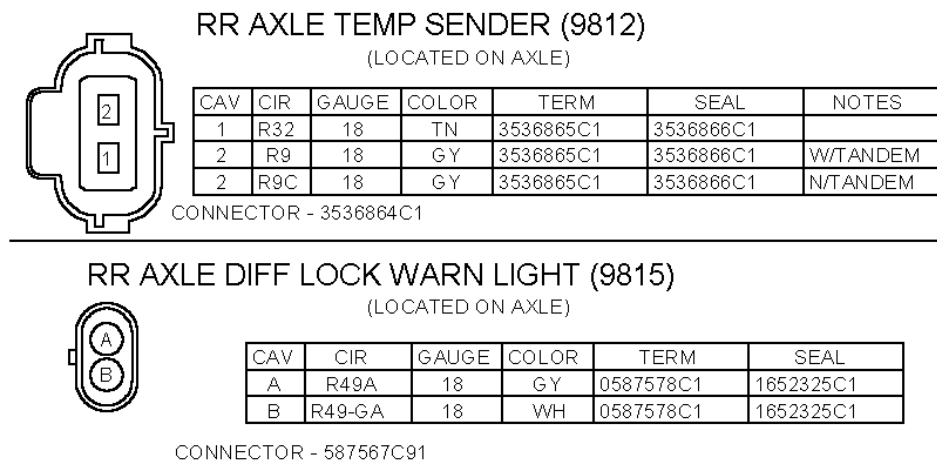 RR AXLE TEMP SENDER (9812)
(LOCATED ON AXLE)
2
1
CAV CIR GAUGE COLOR TERM SEAL NOTES
1 R32 18 TN 3536865C1 3536866C1
2 R9 18 GY 3536865C1 3536866C1 W/TANDEM
2 R9C 18 GY 3536865C1 3536866C1 N/TANDEM
CONNECTOR - 3536864C1
RR AXLE DIFF LOCK WARN LIGHT (9815)
(LOCATED ON AXLE)
A
B
CAV CIR GAUGE COLOR TERM SEAL
A R49A 18 GY 0587578C1 1652325C1
B R49-GA 18 WH 0587578C1 1652325C1
CONNECTOR - 587567C91